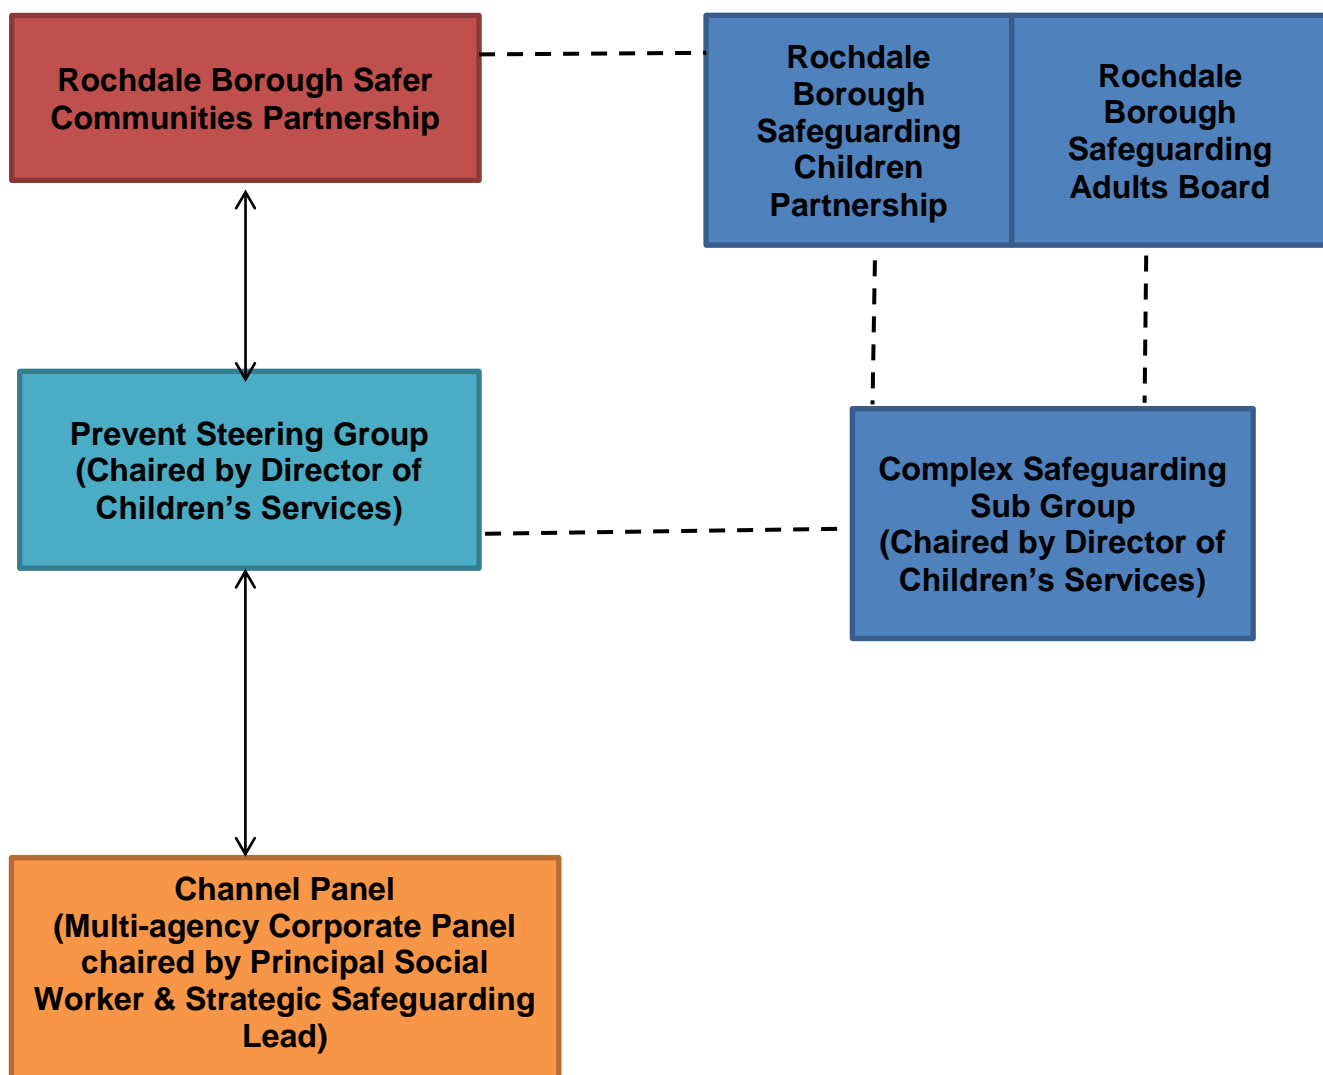 Rochdale Borough Safer
Communities Partnership
Rochdale
Borough
Safeguarding
Children
Partnership
Rochdale
Borough
Safeguarding
Adults Board
Prevent Steering Group
(Chaired by Director of
Children’s Services)
Complex Safeguarding
Sub Group
(Chaired by Director of
Children’s Services)
Channel Panel
(Multi-agency Corporate Panel
chaired by Principal Social
Worker & Strategic Safeguarding
Lead)